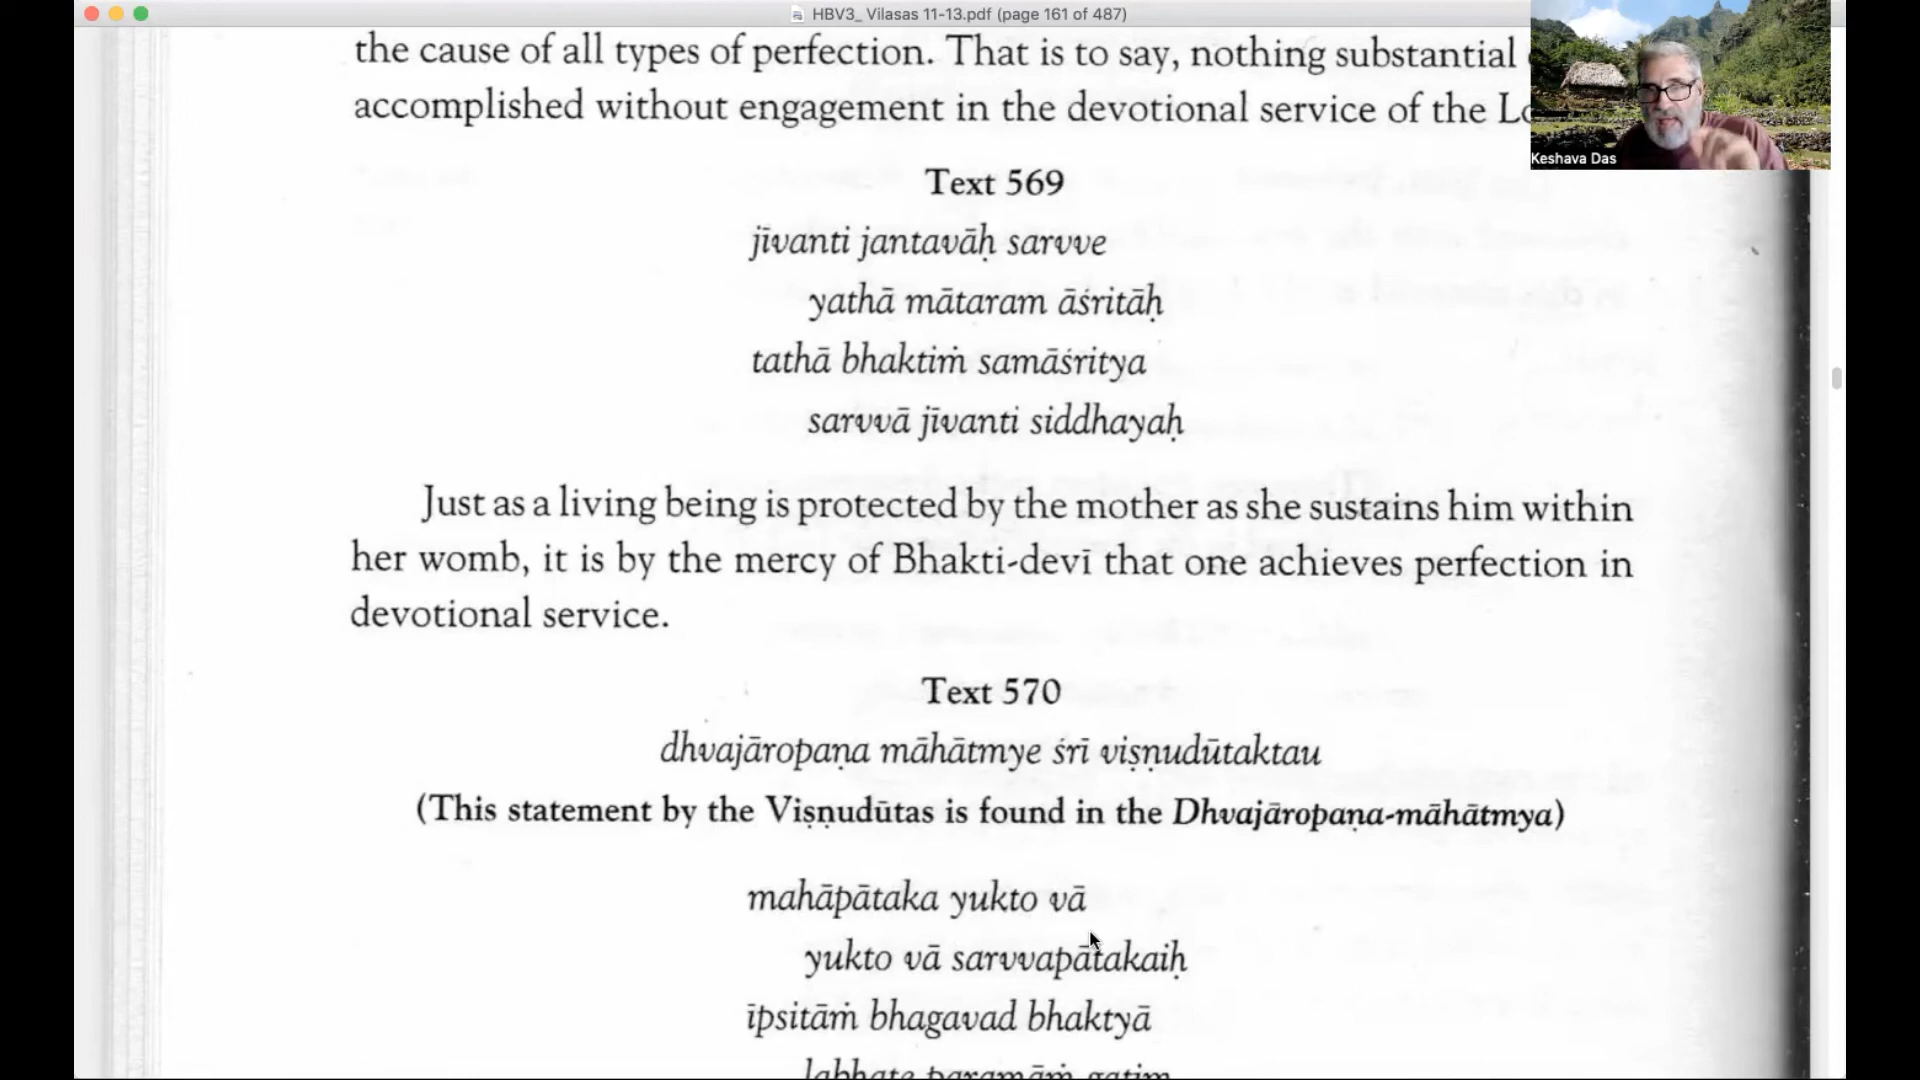 HBV3_ Vilasas 11-13.pdf (page 161 of 487)
the cause of all types of perfection. That is to say, nothing substantial
accomplished without engagement in the devotional service of the
Keshava Das
Text 569
jīvanti jantavāḥ sarvve
yathā mātaram āśritāḥ
tathā bhaktiṁ samāśritya
sarvvā jīvanti siddhayaḥ
Just as a living being is protected by the mother as she sustains him within
her womb, it is by the mercy of Bhakti-devī that one achieves perfection in
devotional service.
Text 570
dhvajāropaṇa māhātmye śrī viṣṇudūtaktau
(This statement by the Viṣṇudūtas is found in the Dhvajāropaṇa-māhātmya)
mahāpātaka yukto vā
yukto vā sarvvapātakaiḥ
īpsitāṁ bhagavad bhaktyā
labhate paramāṁ gatim